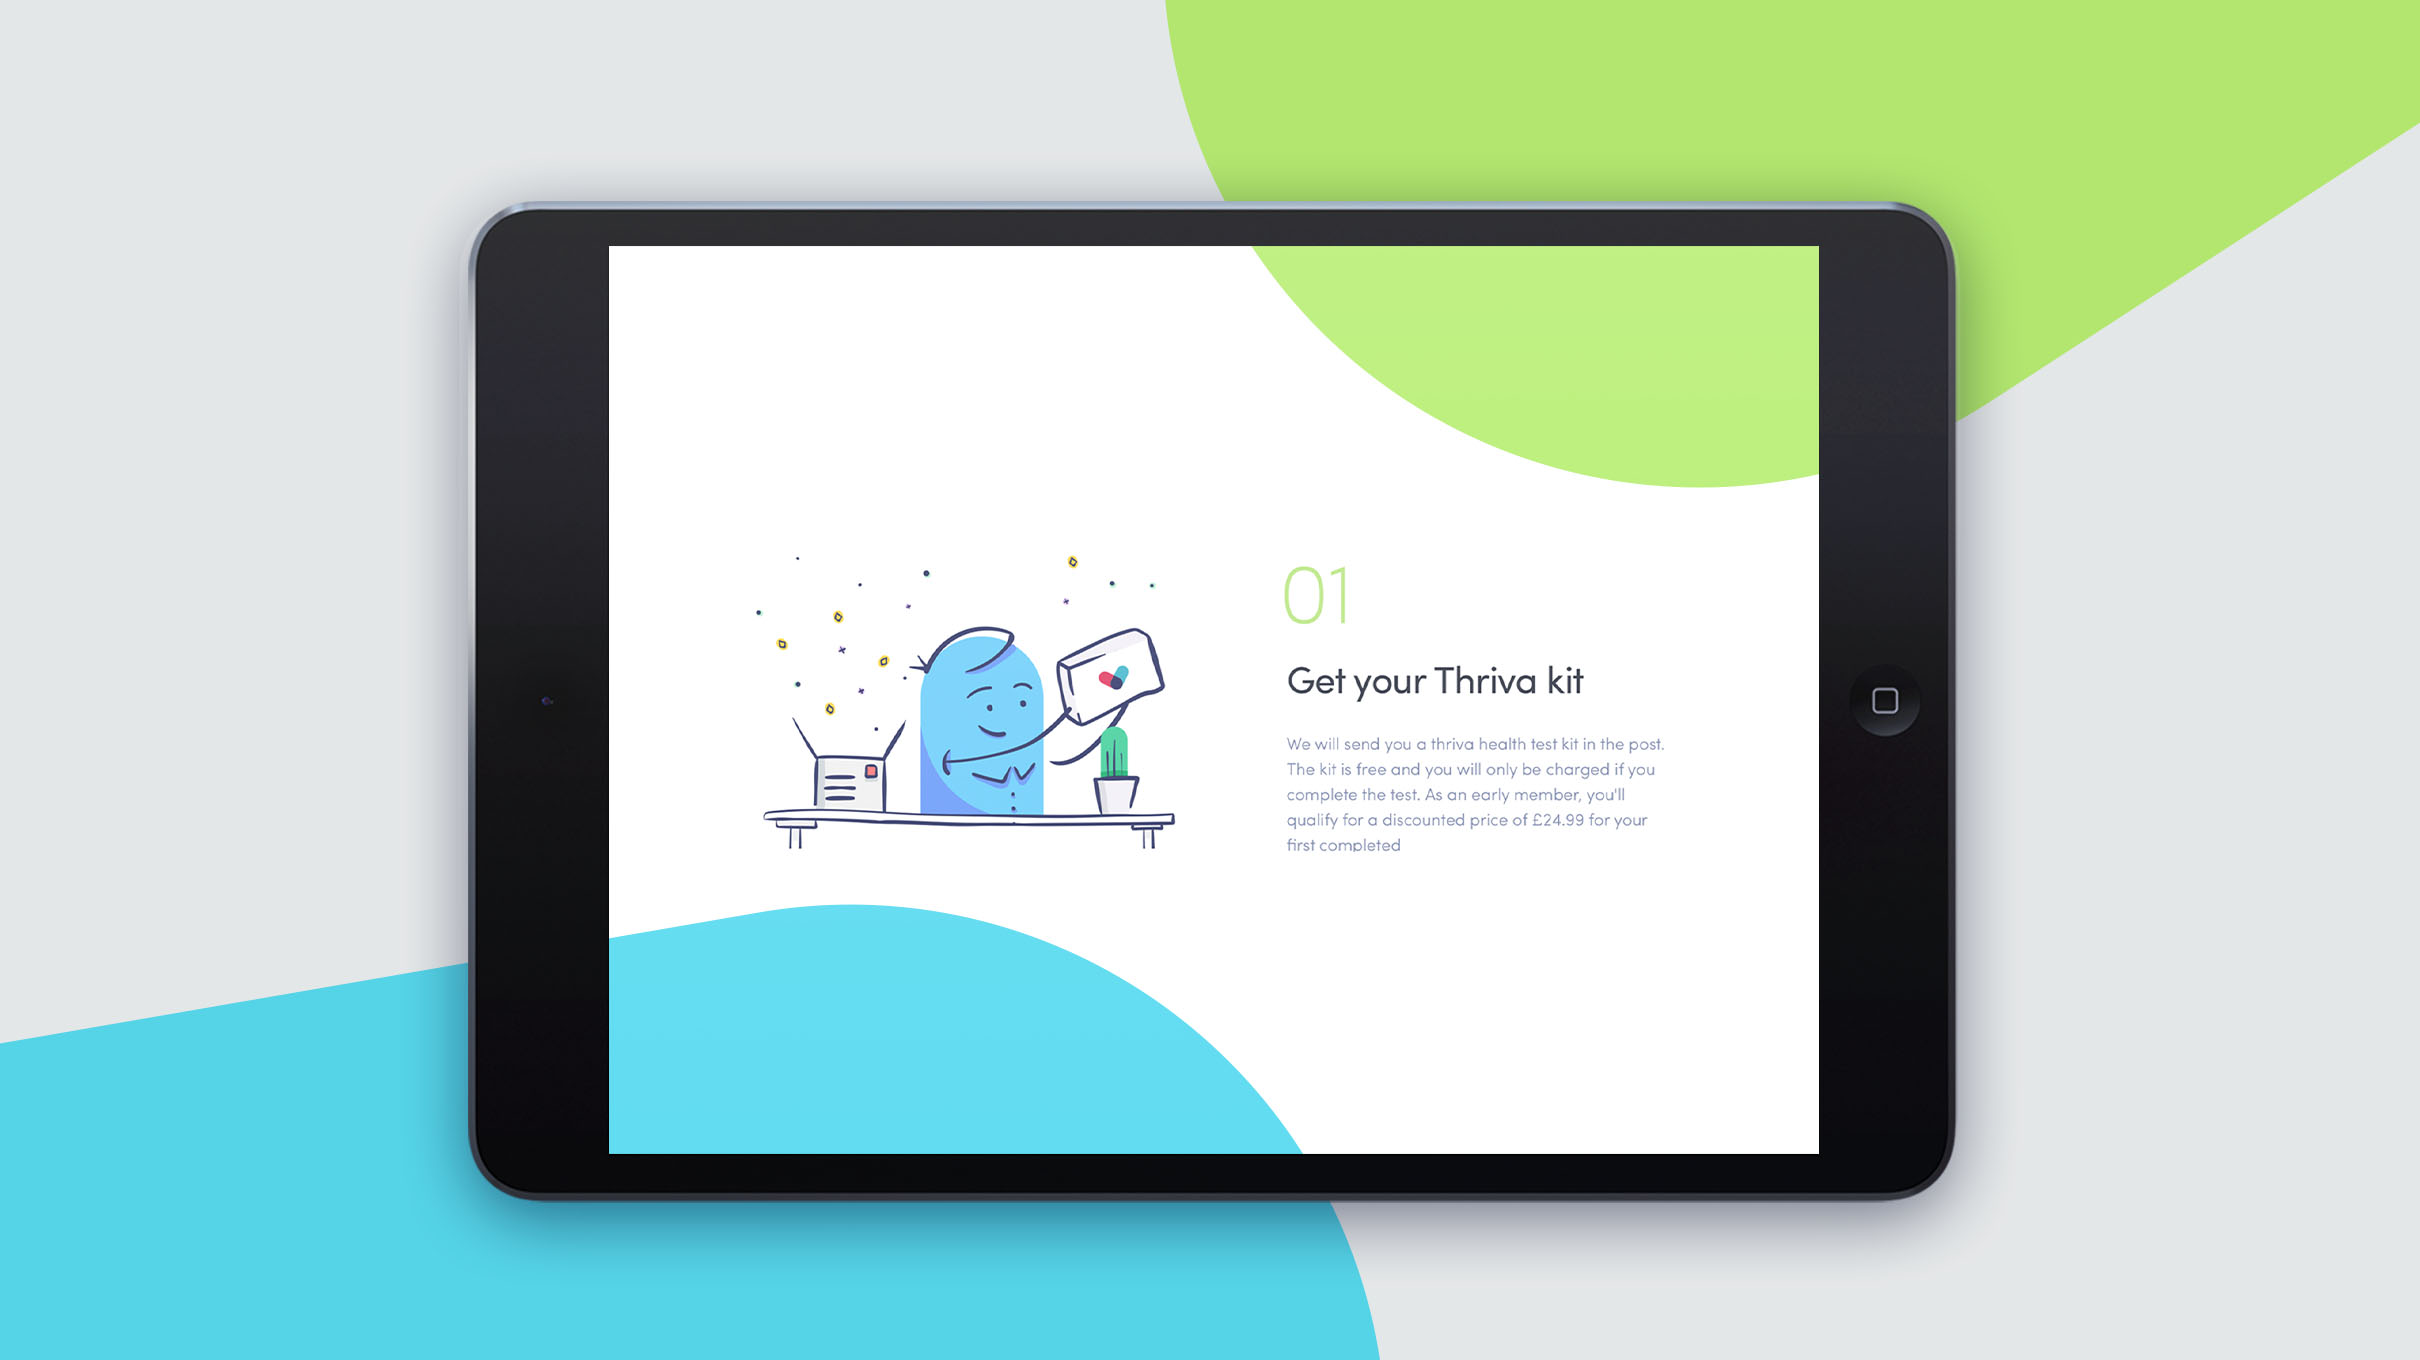 01
Get your Thriva kit
We will send you a thriva health test kit in the post.
The kit is free and you will only be charged if you
complete the test. As an early member, you'll
qualify for a discounted price of £24.99 for your
first completed